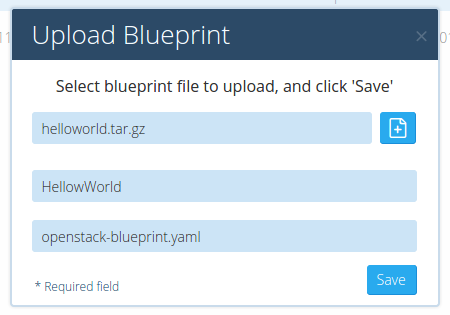 Upload Blueprint ×
Select blueprint file to upload, and click 'Save'
helloworld.tar.gz
HellowWorld
openstack-blueprint.yaml
* Required field
Save